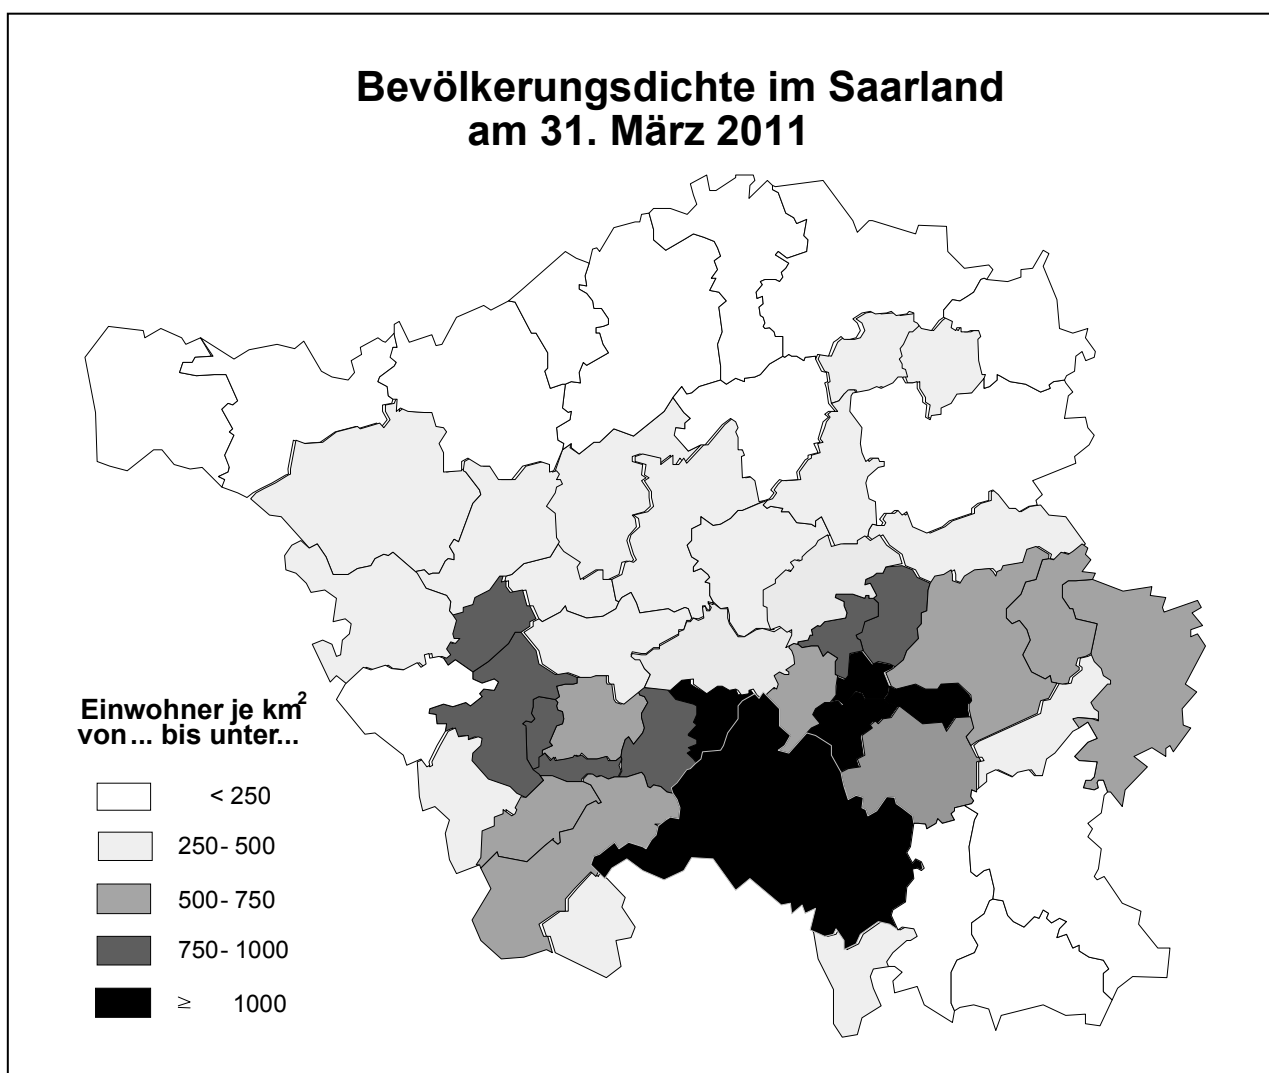 Bevölkerungsdichte im Saarland
am 31. März 2011
Einwohner je km²
von ... bis unter...
< 250
250 - 500
500 - 750
750 - 1000
≥ 1000